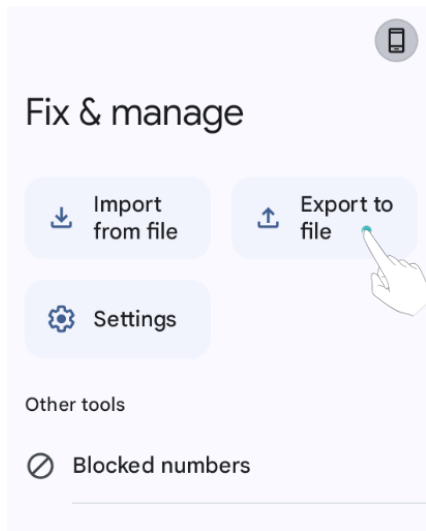 Fix & manage
Import
from file
Export to
file
Settings
Other tools
Blocked numbers